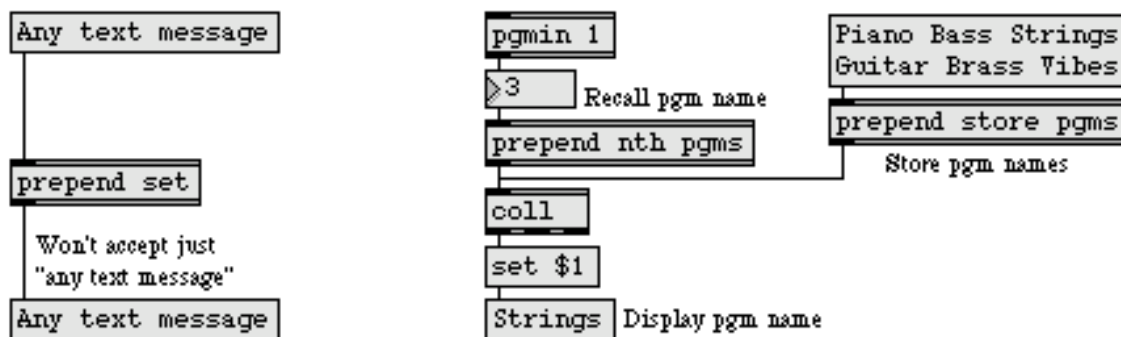 Any text message
prepend set
Won't accept just
"any text message"
Any text message
pgmin 1
3
Recall pgm name
prepend nth pgms
coll
set $1
Strings
Display pgm name
Piano Bass Strings
Guitar Brass Vibes
prepend store pgms
Store pgm names